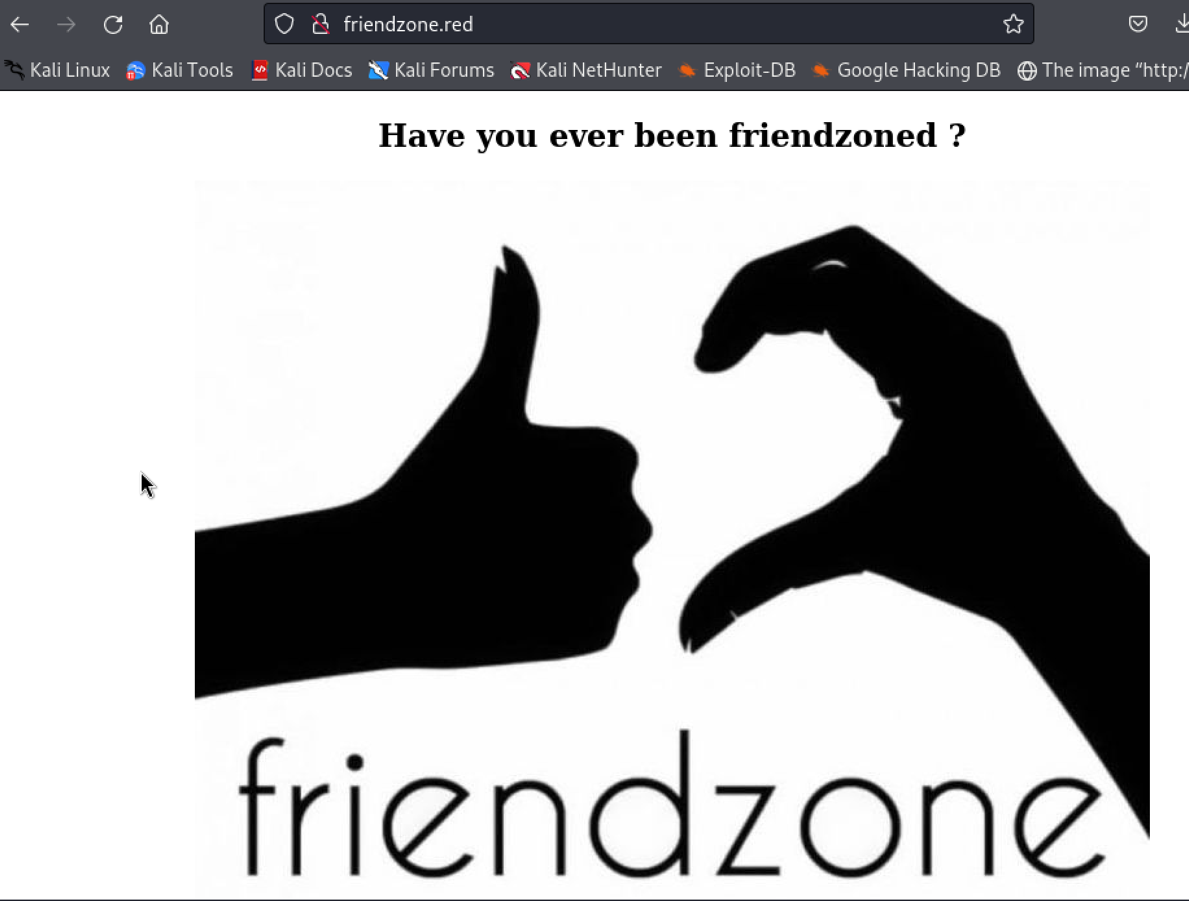 friendzone.red
Kali Linux Kali Tools Kali Docs Kali Forums Kali NetHunter Exploit-DB Google Hacking DB The image "http:/
Have you ever been friendzoned ?
friendzone